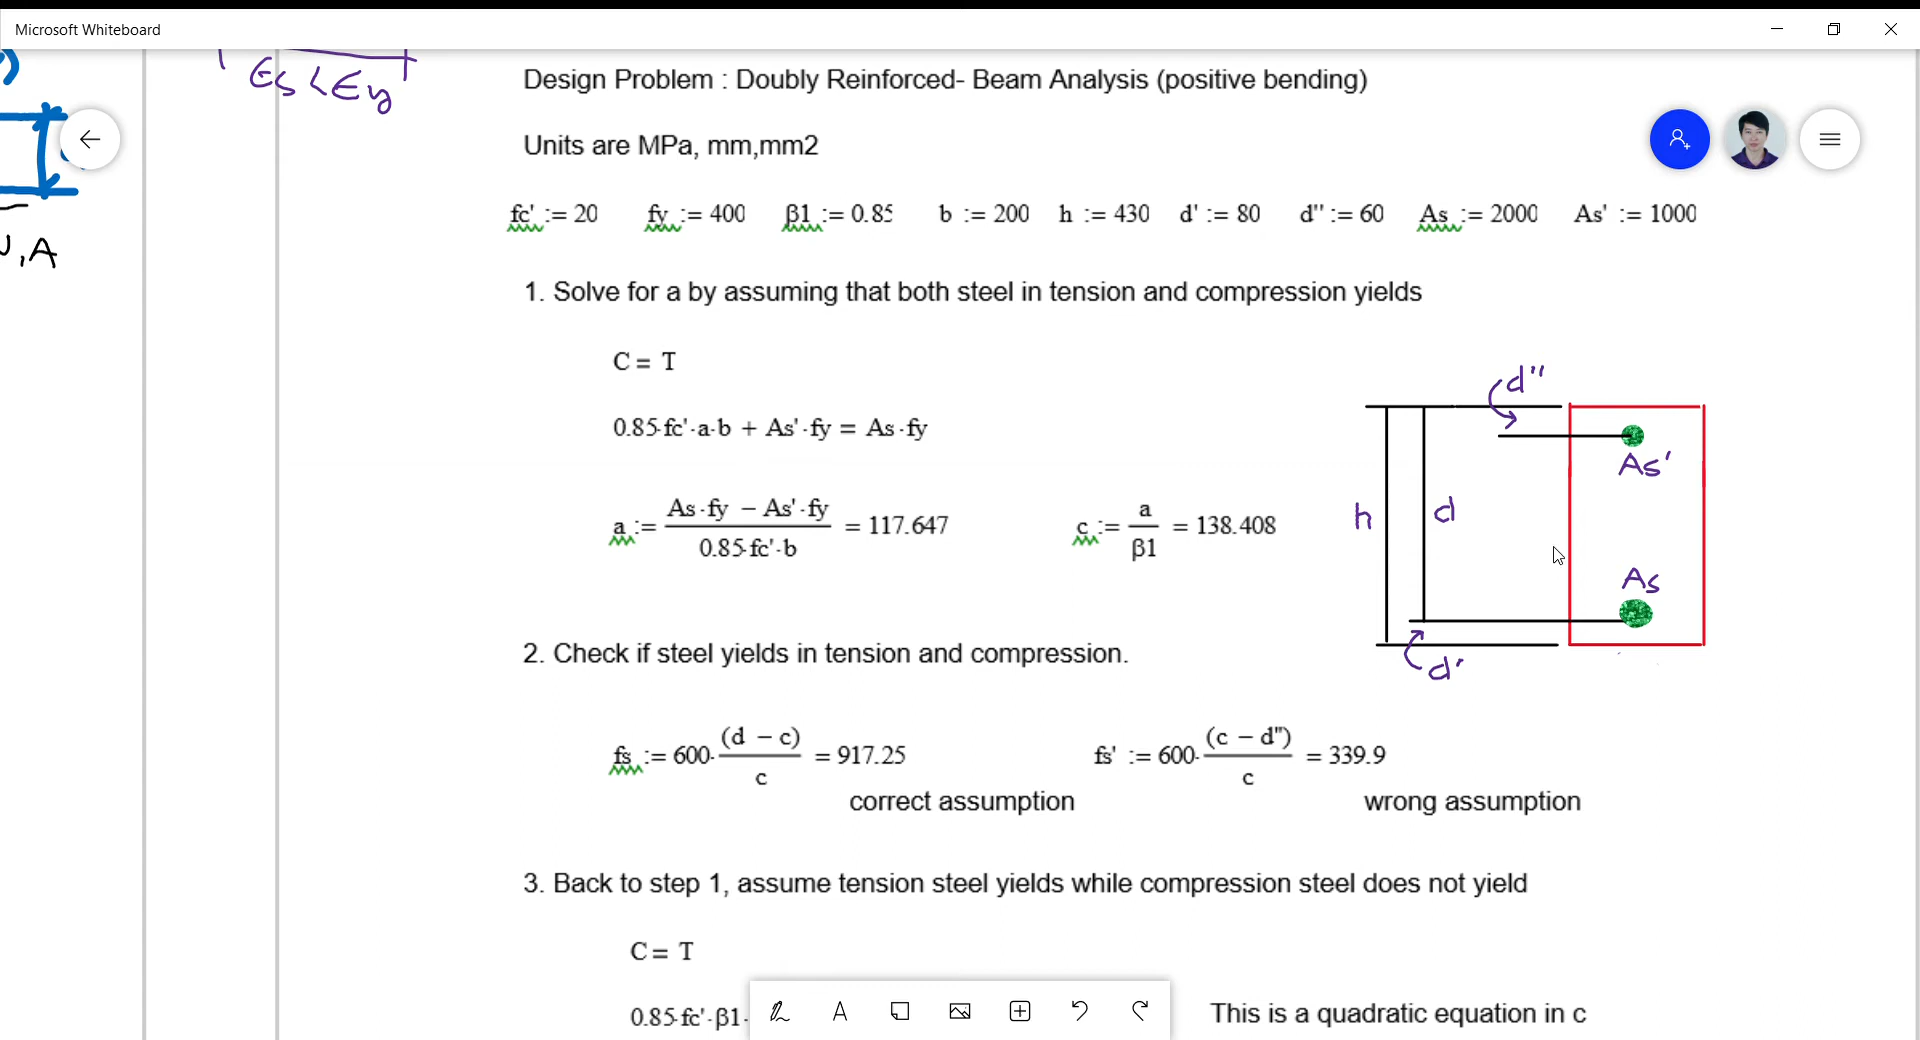 Microsoft Whiteboard
Es < Ey
Design Problem : Doubly Reinforced- Beam Analysis (positive bending)
Units are MPa, mm,mm2
fc' := 20 fy := 400 β1 := 0.85 b := 200 h := 430 d' := 80 d'' := 60 As := 2000 As' := 1000
,A
1. Solve for a by assuming that both steel in tension and compression yields
C = T
0.85·fc'·a·b + As'·fy = As·fy
a := (As·fy − As'·fy) / (0.85·fc'·b) = 117.647 c := a / β1 = 138.408
d''
As'
h d
As
d'
2. Check if steel yields in tension and compression.
fs := 600·(d − c) / c = 917.25 fs' := 600·(c − d'') / c = 339.9
correct assumption wrong assumption
3. Back to step 1, assume tension steel yields while compression steel does not yield
C = T
0.85·fc'·β1· This is a quadratic equation in c